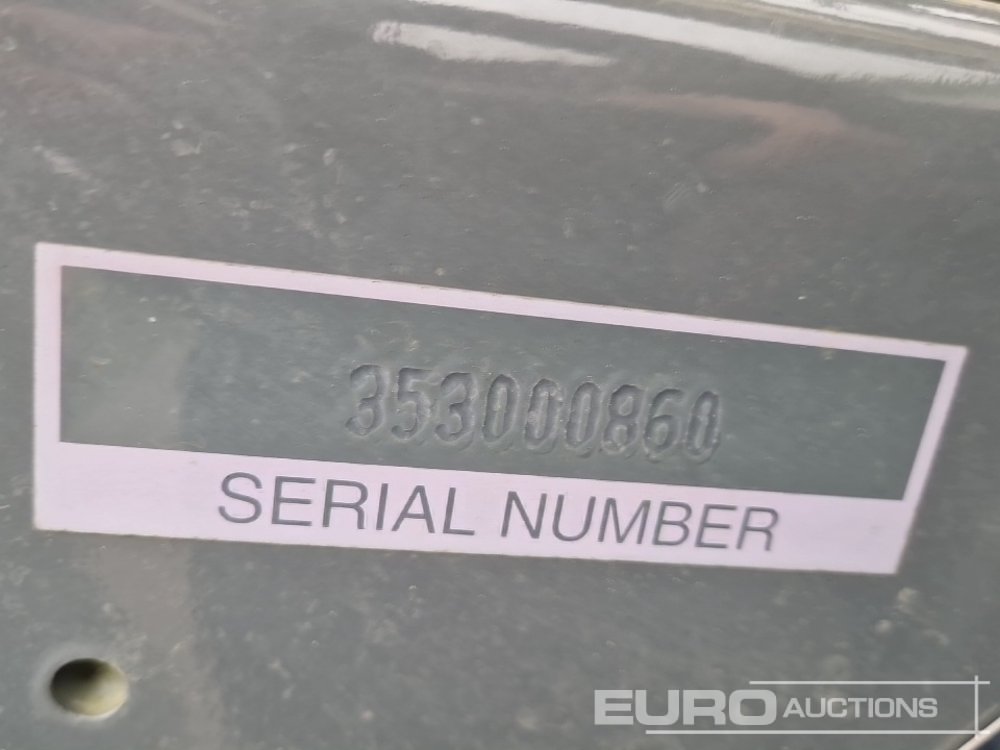 353000860
SERIAL NUMBER
EURO AUCTIONS